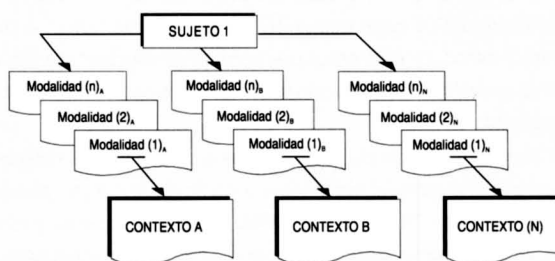 SUJETO 1
Modalidad (n)A
Modalidad (n)B
Modalidad (n)N
Modalidad (2)A
Modalidad (2)B
Modalidad (2)N
Modalidad (1)A
Modalidad (1)B
Modalidad (1)N
CONTEXTO A
CONTEXTO B
CONTEXTO (N)